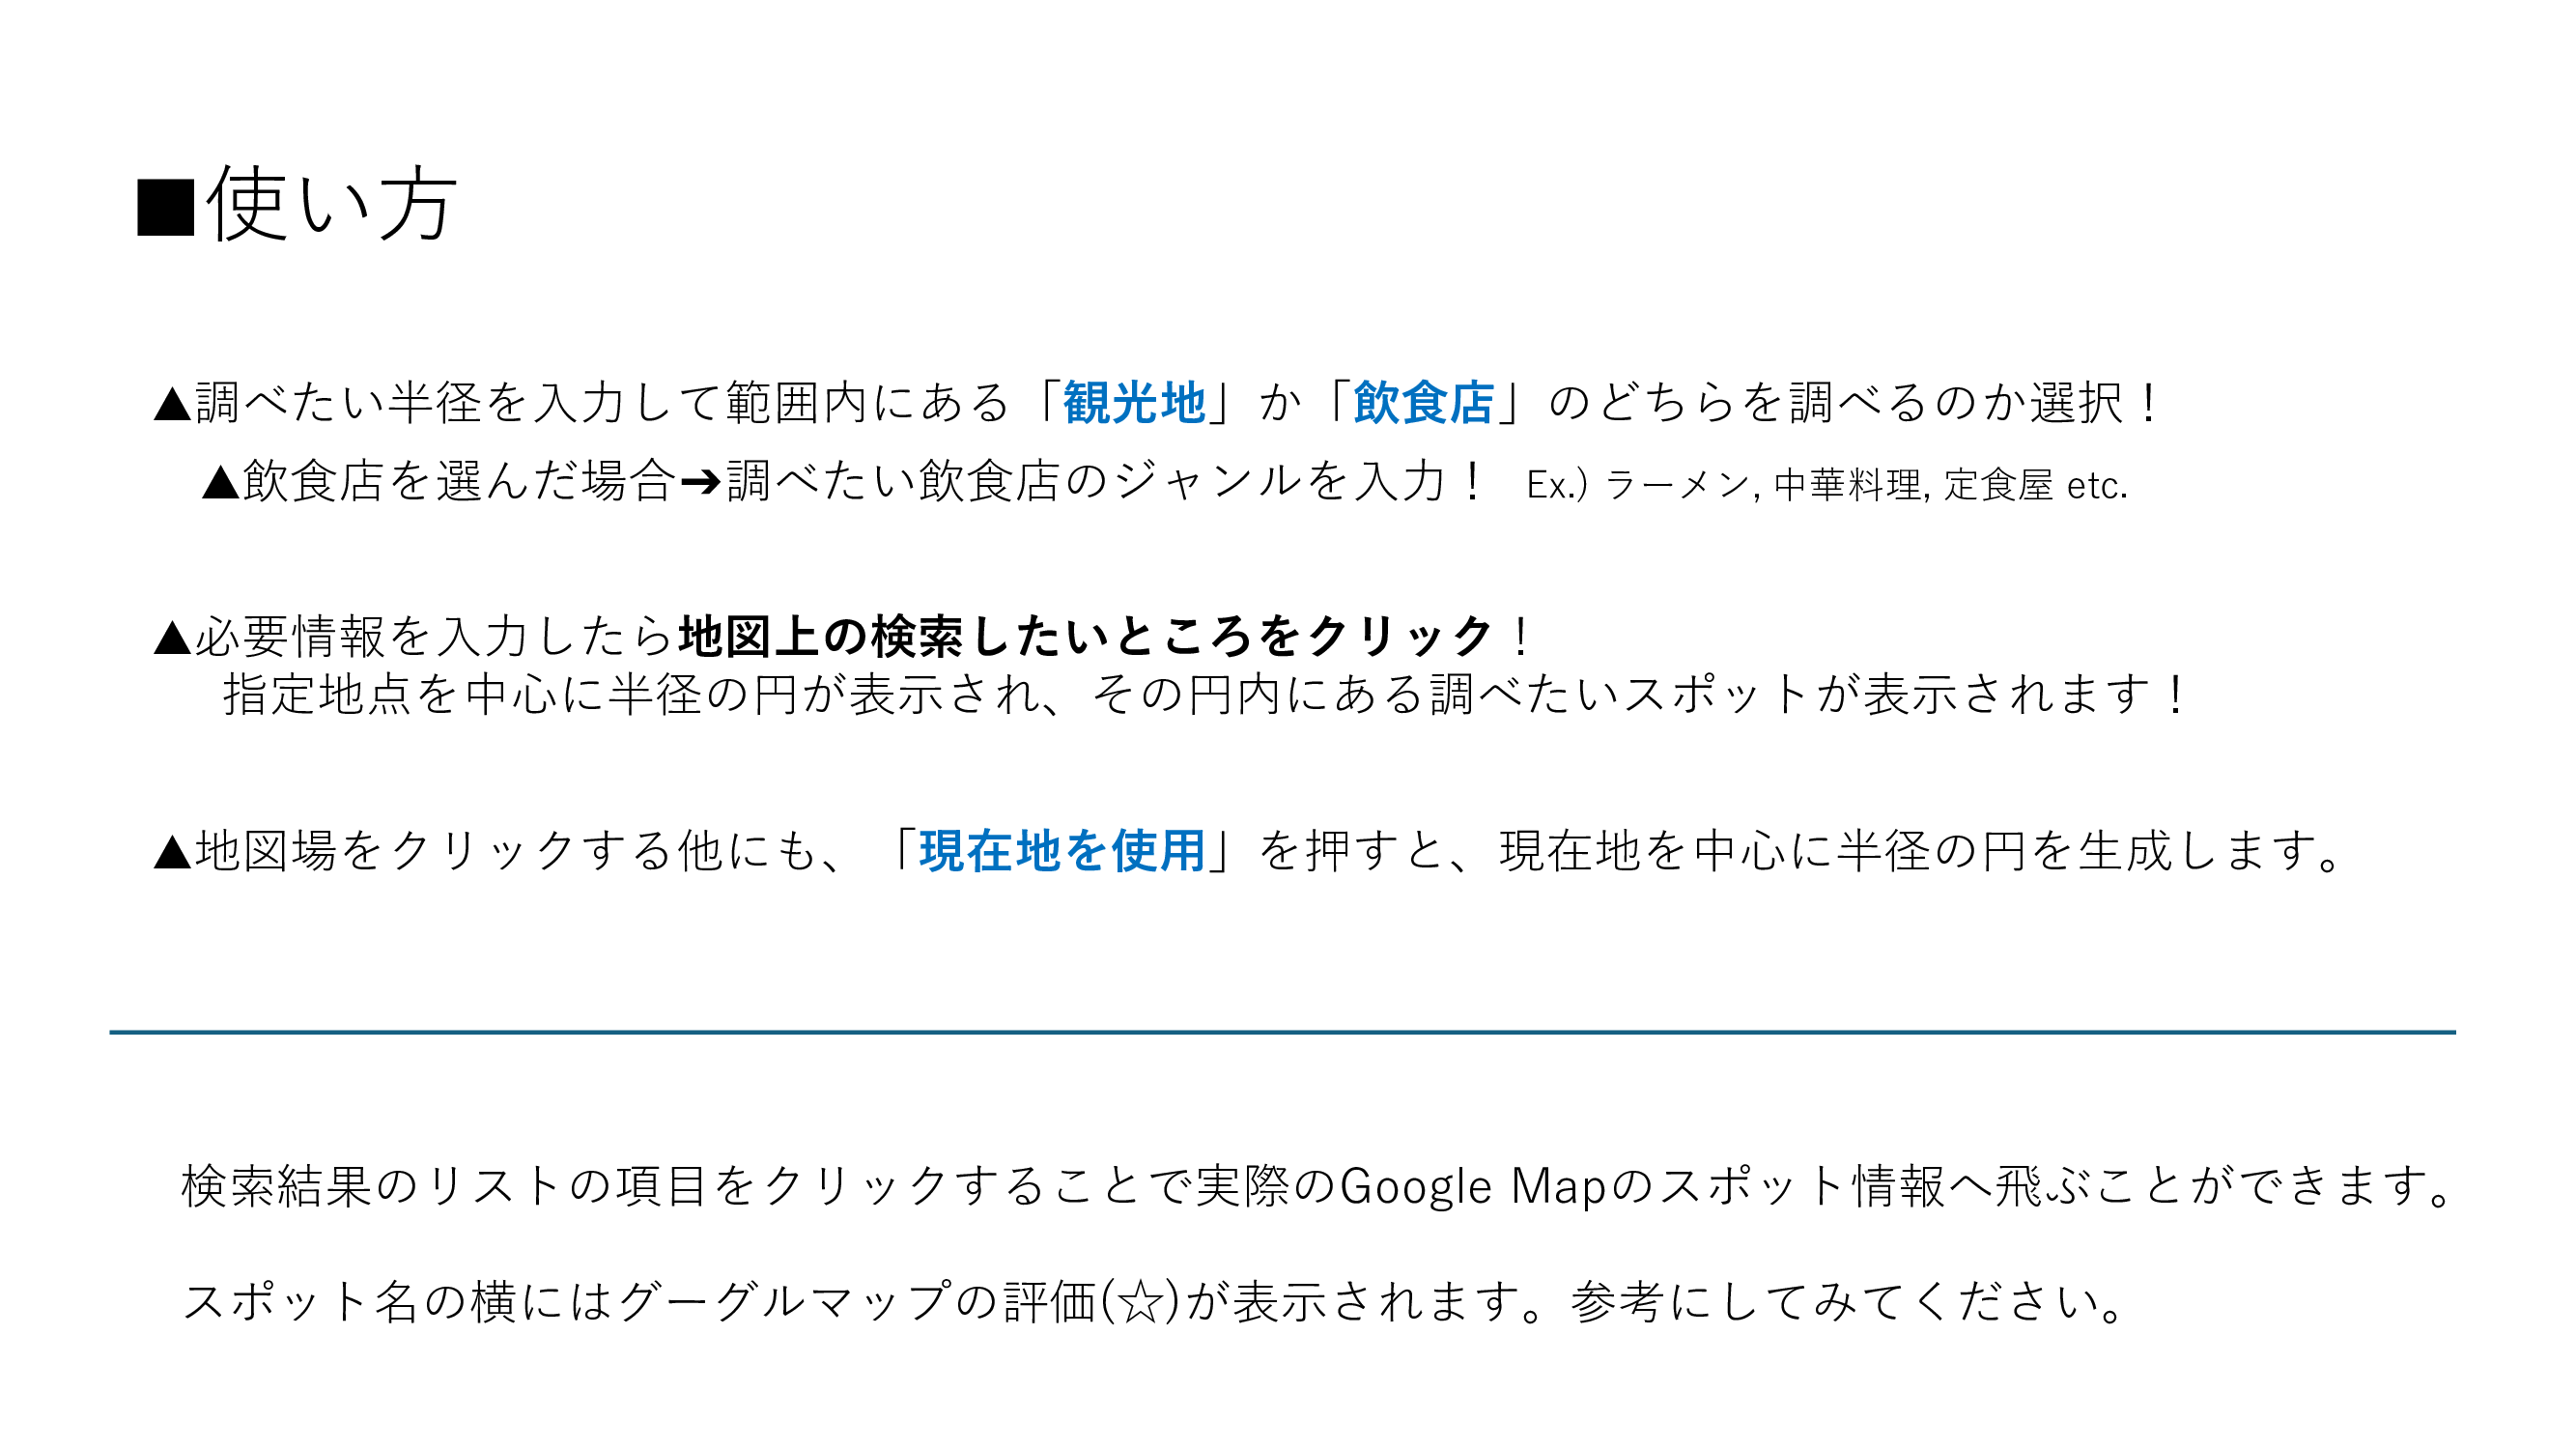 ■使い方
▲調べたい半径を入力して範囲内にある「観光地」か「飲食店」のどちらを調べるのか選択！
▲飲食店を選んだ場合➔調べたい飲食店のジャンルを入力！ Ex.) ラーメン, 中華料理, 定食屋 etc.
▲必要情報を入力したら地図上の検索したいところをクリック！
指定地点を中心に半径の円が表示され、その円内にある調べたいスポットが表示されます！
▲地図場をクリックする他にも、「現在地を使用」を押すと、現在地を中心に半径の円を生成します。
検索結果のリストの項目をクリックすることで実際のGoogle Mapのスポット情報へ飛ぶことができます。
スポット名の横にはグーグルマップの評価(☆)が表示されます。参考にしてみてください。